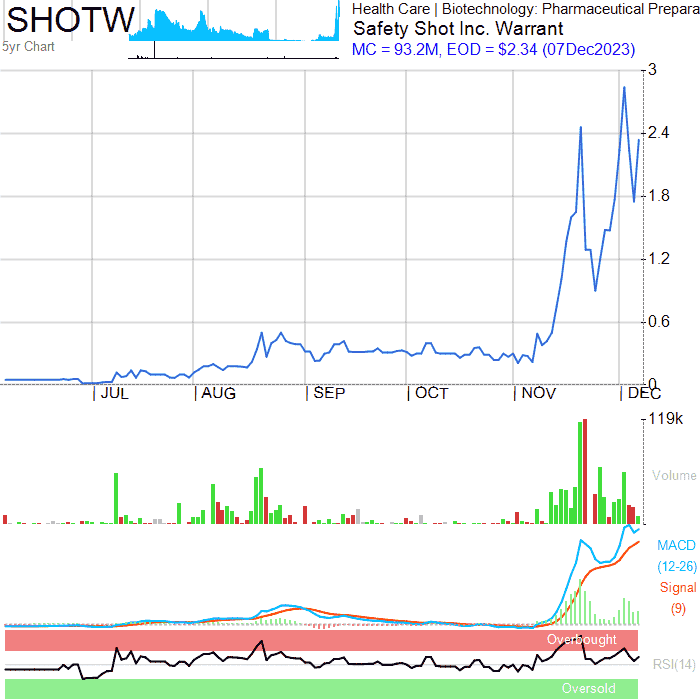 SHOTW
5yr Chart
Health Care | Biotechnology: Pharmaceutical Prepara
Safety Shot Inc. Warrant
MC = 93.2M, EOD = $2.34 (07Dec2023)
3
2.4
1.8
1.2
0.6
0
JUL AUG SEP OCT NOV DEC
119k
Volume
MACD
(12-26)
Signal
(9)
Overbought
RSI(14)
Oversold